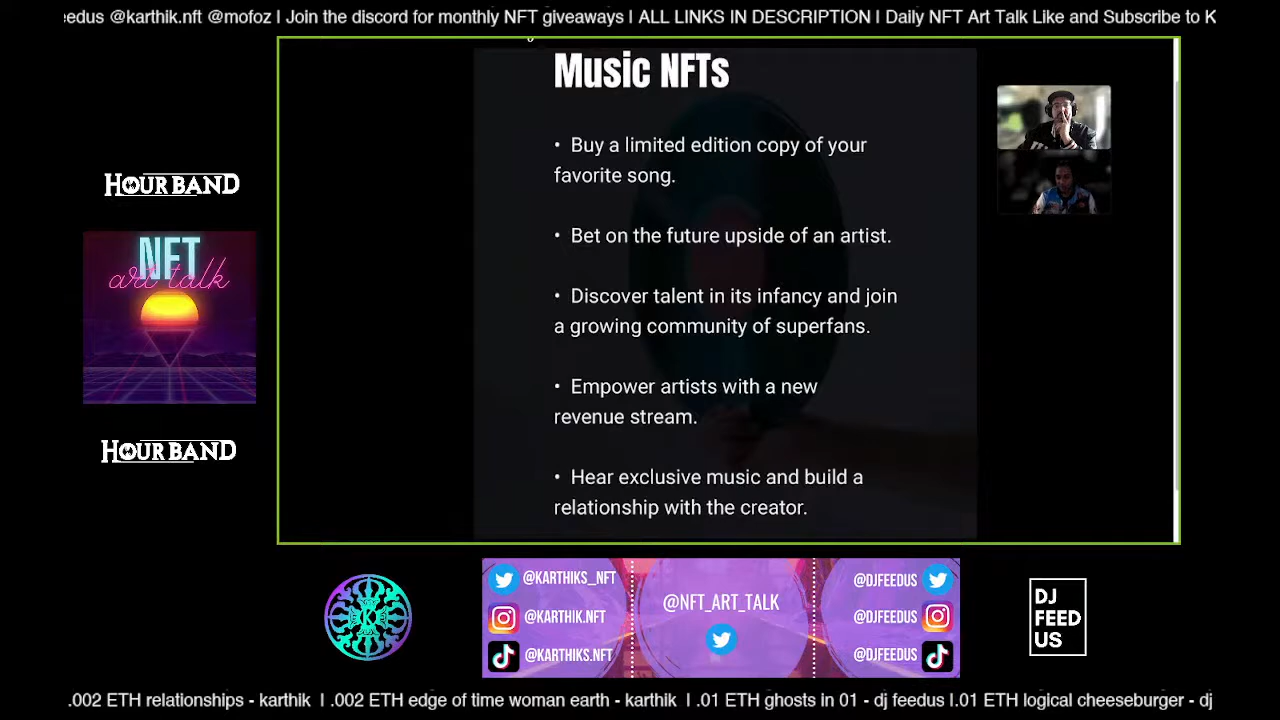 eedus @karthik.nft @mofoz I Join the discord for monthly NFT giveaways I ALL LINKS IN DESCRIPTION I Daily NFT Art Talk Like and Subscribe to K
Music NFTs
• Buy a limited edition copy of your
favorite song.
• Bet on the future upside of an artist.
• Discover talent in its infancy and join
a growing community of superfans.
• Empower artists with a new
revenue stream.
• Hear exclusive music and build a
relationship with the creator.
HOUR BAND
NFT
art talk
HOUR BAND
K
@KARTHIKS_NFT
@KARTHIK.NFT
@KARTHIKS.NFT
@NFT_ART_TALK
@DJFEEDUS
@DJFEEDUS
@DJFEEDUS
DJ
FEED
US
.002 ETH relationships - karthik I .002 ETH edge of time woman earth - karthik I .01 ETH ghosts in 01 - dj feedus I.01 ETH logical cheeseburger - dj